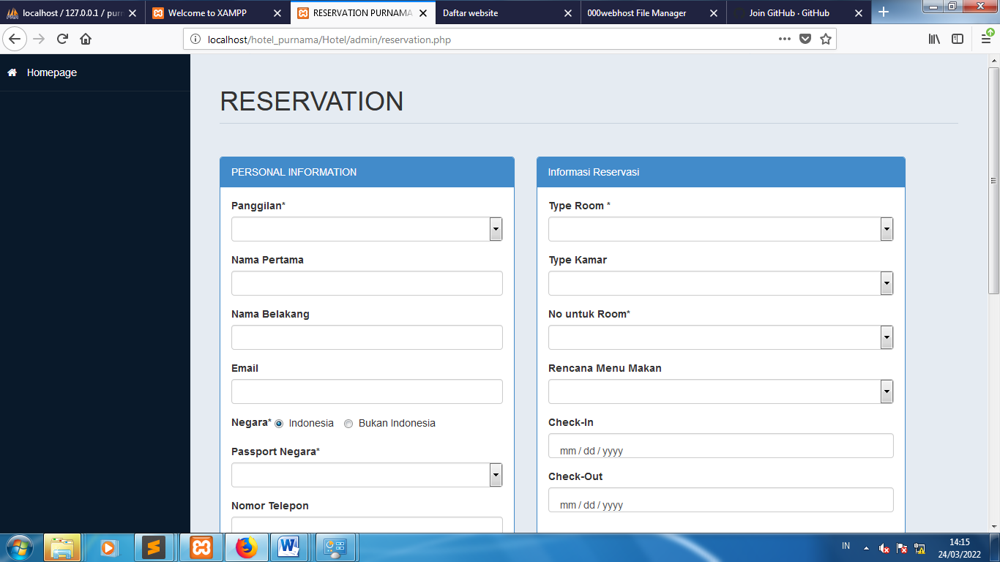 localhost / 127.0.0.1 / purn
Welcome to XAMPP
RESERVATION PURNAMA
Daftar website
000webhost File Manager
Join GitHub · GitHub
localhost/hotel_purnama/Hotel/admin/reservation.php
Homepage
RESERVATION
PERSONAL INFORMATION
Panggilan*
Nama Pertama
Nama Belakang
Email
Negara* Indonesia Bukan Indonesia
Passport Negara*
Nomor Telepon
Informasi Reservasi
Type Room *
Type Kamar
No untuk Room*
Rencana Menu Makan
Check-In
mm / dd / yyyy
Check-Out
mm / dd / yyyy
IN
14:15
24/03/2022